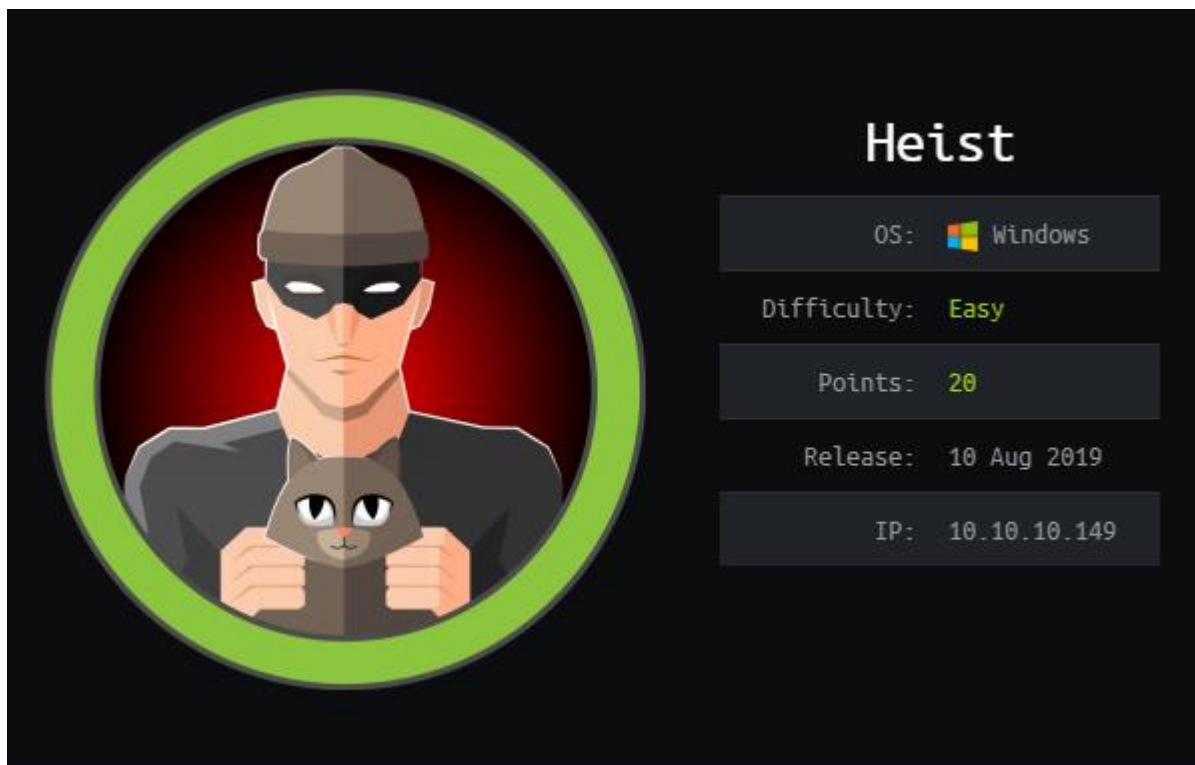 Heist
OS: Windows
Difficulty: Easy
Points: 20
Release: 10 Aug 2019
IP: 10.10.10.149